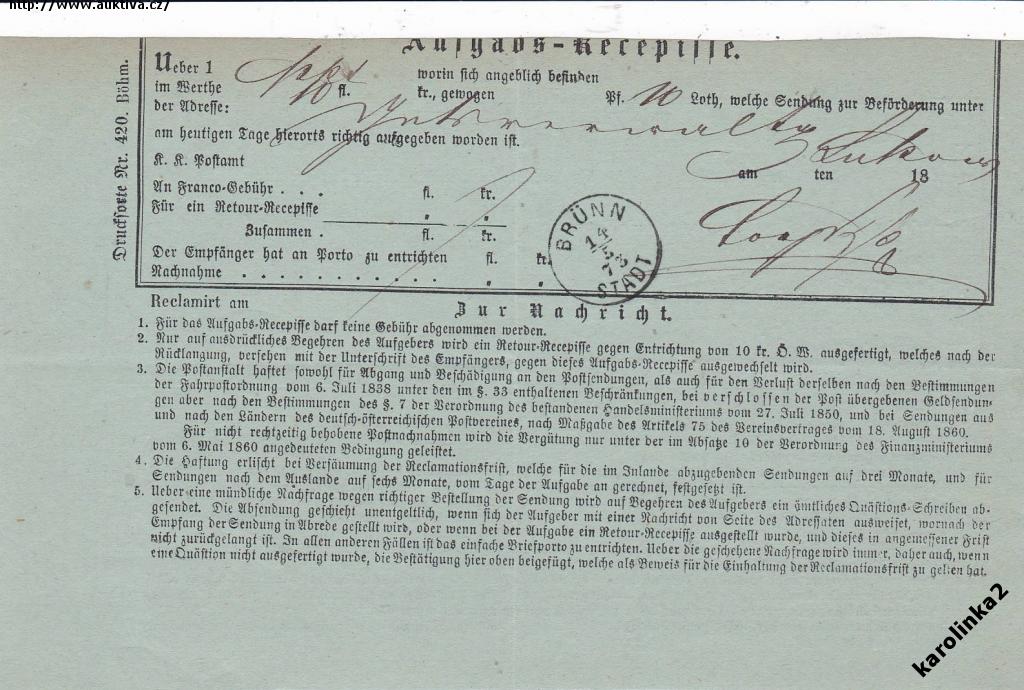 http://www.auktiva.cz/
Aufgabs-Recepisse.
Ueber 1 worin sich angeblich befinden
im Werthe fl. kr., gewogen Pf. 10 Loth, welche Sendung zur Beförderung unter
der Adresse:
am heutigen Tage hierorts richtig aufgegeben worden ist.
K. K. Postamt am ten 18
An Franco-Gebühr . . . fl. kr.
Für ein Retour-Recepisse " "
Zusammen . fl. kr.
Der Empfänger hat an Porto zu entrichten fl. kr.
Nachnahme . . . . . . . . . . . . " "
BRÜNN
14/7
STADT
Drucksorte Nr. 420. Böhm.
Reclamirt am
Zur Nachricht.
1. Für das Aufgabs-Recepisse darf keine Gebühr abgenommen werden.
2. Nur auf ausdrückliches Begehren des Aufgebers wird ein Retour-Recepisse gegen Entrichtung von 10 kr. Ö. W. ausgefertigt, welches nach der
Rücklangung, versehen mit der Unterschrift des Empfängers, gegen dieses Aufgabs-Recepisse ausgewechselt wird.
3. Die Postanstalt haftet sowohl für Abgang und Beschädigung an den Postsendungen, als auch für den Verlust derselben nach den Bestimmungen
der Fahrpostordnung vom 6. Juli 1838 unter den im §. 33 enthaltenen Beschränkungen, bei verschlossen der Post übergebenen Geldsendun-
gen aber nach den Bestimmungen des §. 7 der Verordnung des bestandenen Handelsministeriums vom 27. Juli 1850, und bei Sendungen aus
und nach den Ländern des deutsch-österreichischen Postvereines, nach Maßgabe des Artikels 75 des Vereinsvertrages vom 18. August 1860.
Für nicht rechtzeitig behobene Postnachnahmen wird die Vergütung nur unter der im Absatze 10 der Verordnung des Finanzministeriums
vom 6. Mai 1860 angedeuteten Bedingung geleistet.
4. Die Haftung erlischt bei Versäumung der Reclamationsfrist, welche für die im Inlande abzugebenden Sendungen auf drei Monate, und für
Sendungen nach dem Auslande auf sechs Monate, vom Tage der Aufgabe an gerechnet, festgesetzt ist.
5. Ueber eine mündliche Nachfrage wegen richtiger Bestellung der Sendung wird auf Begehren des Aufgebers ein ämtliches Quästions-Schreiben ab-
gesendet. Die Absendung geschieht unentgeltlich, wenn sich der Aufgeber mit einer Nachricht von Seite des Adressaten ausweiset, wornach der
Empfang der Sendung in Abrede gestellt wird, oder wenn bei der Aufgabe ein Retour-Recepisse ausgestellt wurde, und dieses in angemessener Frist
nicht zurückgelangt ist. In allen anderen Fällen ist das einfache Briefporto zu entrichten. Ueber die geschehene Nachfrage wird immer, daher auch, wenn
eine Quästion nicht ausgefertigt wurde, die Bestätigung hier oben beigefügt, welche als Beweis für die Einhaltung der Reclamationsfrist zu gelten hat.
karolinka2